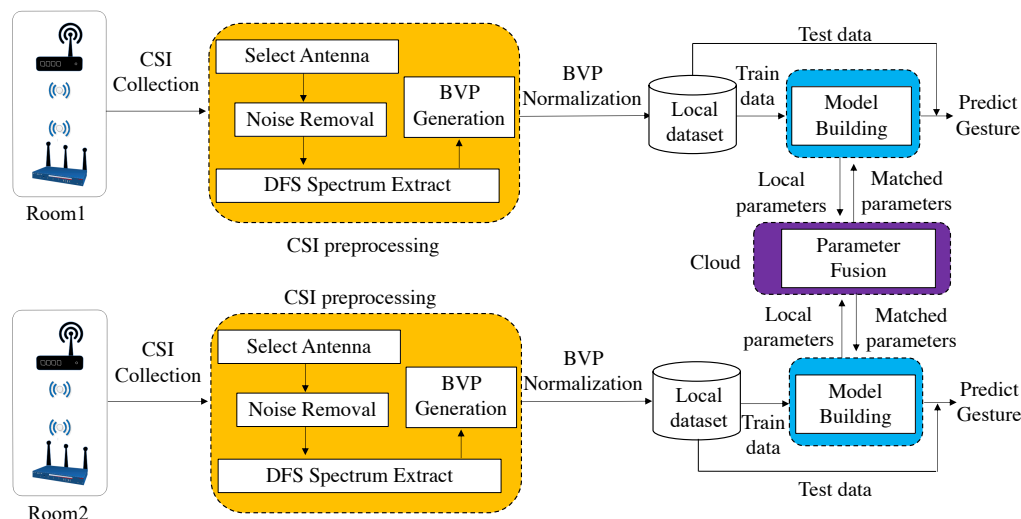 CSI
Collection
Select Antenna
Noise Removal
DFS Spectrum Extract
BVP
Generation
CSI preprocessing
BVP
Normalization
Local
dataset
Test data
Train
data
Model
Building
Predict
Gesture
Room1
Local
parameters
Matched
parameters
Cloud
Parameter
Fusion
Local
parameters
Matched
parameters
CSI preprocessing
CSI
Collection
Select Antenna
Noise Removal
DFS Spectrum Extract
BVP
Generation
BVP
Normalization
Local
dataset
Train
data
Model
Building
Predict
Gesture
Test data
Room2